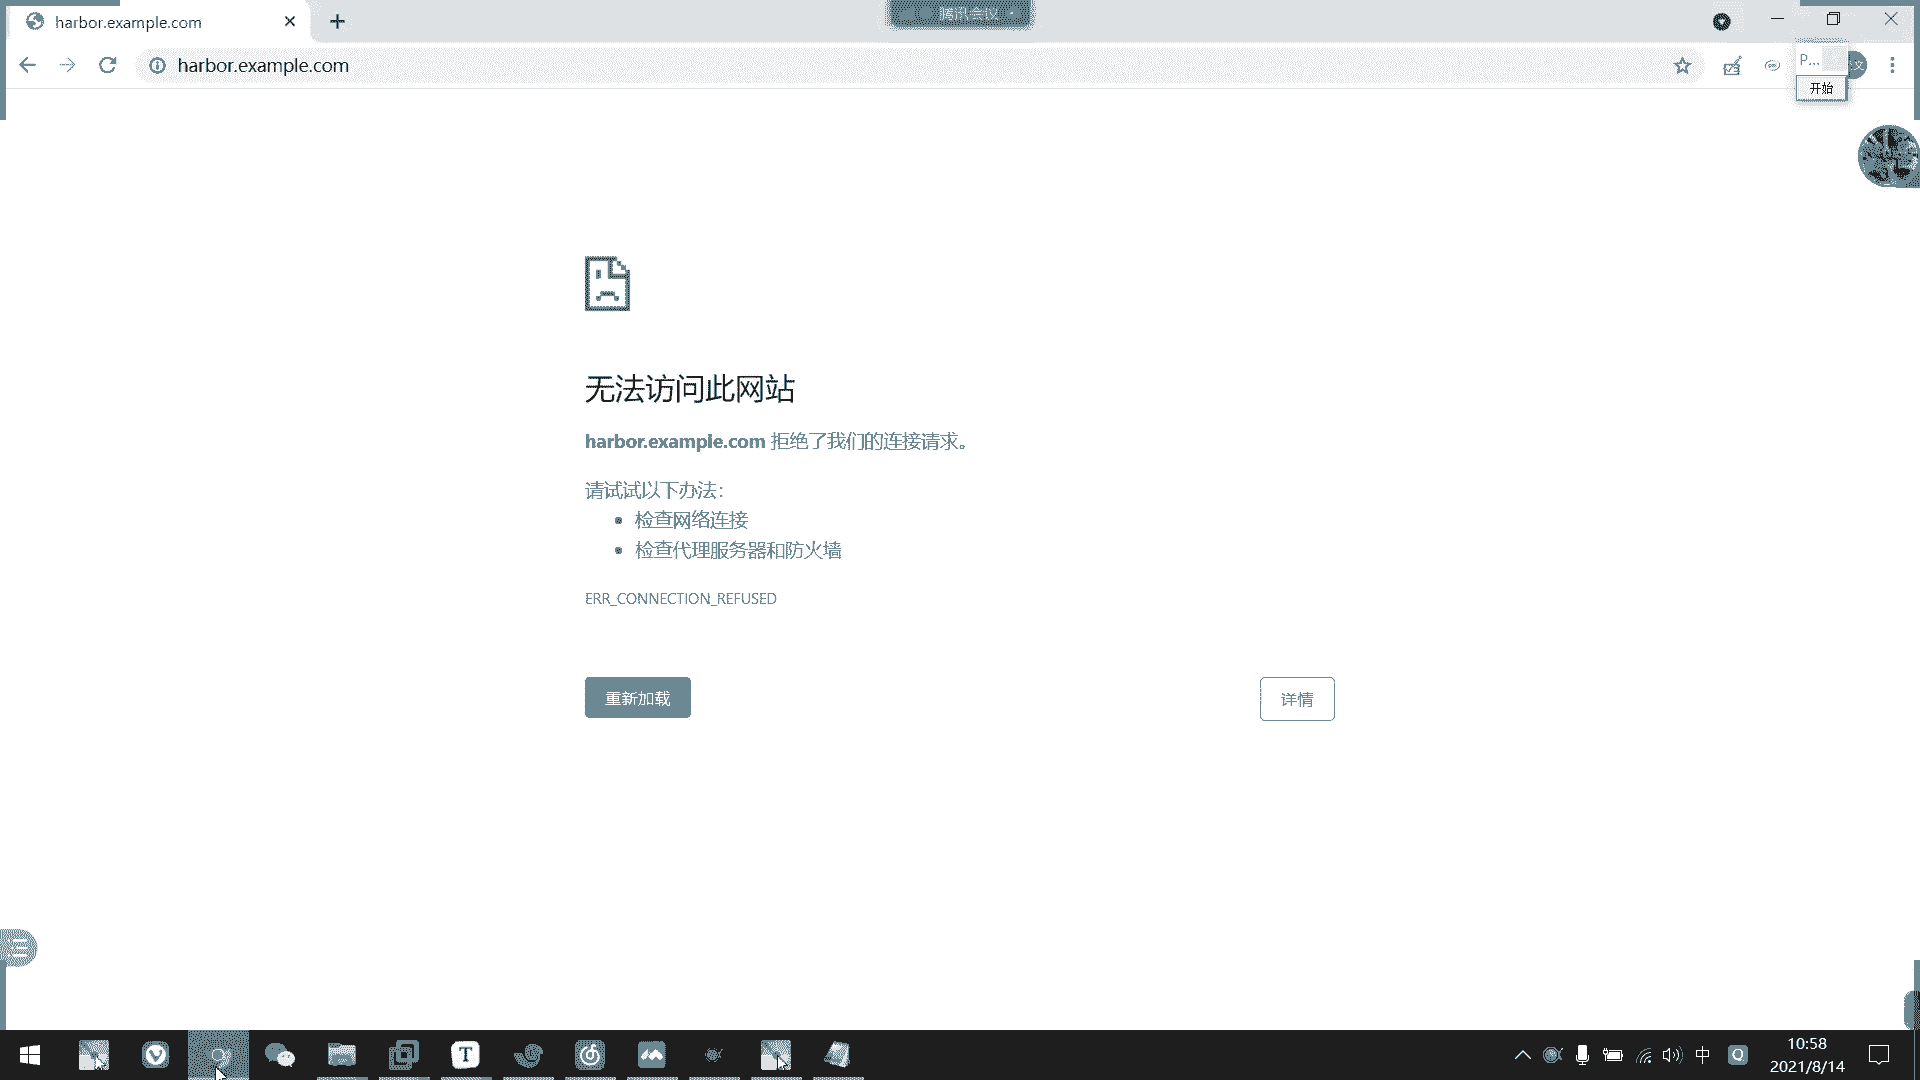 harbor.example.com
腾讯会议
harbor.example.com
P...
文
开始
无法访问此网站
harbor.example.com 拒绝了我们的连接请求。
请试试以下办法：
检查网络连接
检查代理服务器和防火墙
ERR_CONNECTION_REFUSED
重新加载
详情
T
中
Q
10:58
2021/8/14